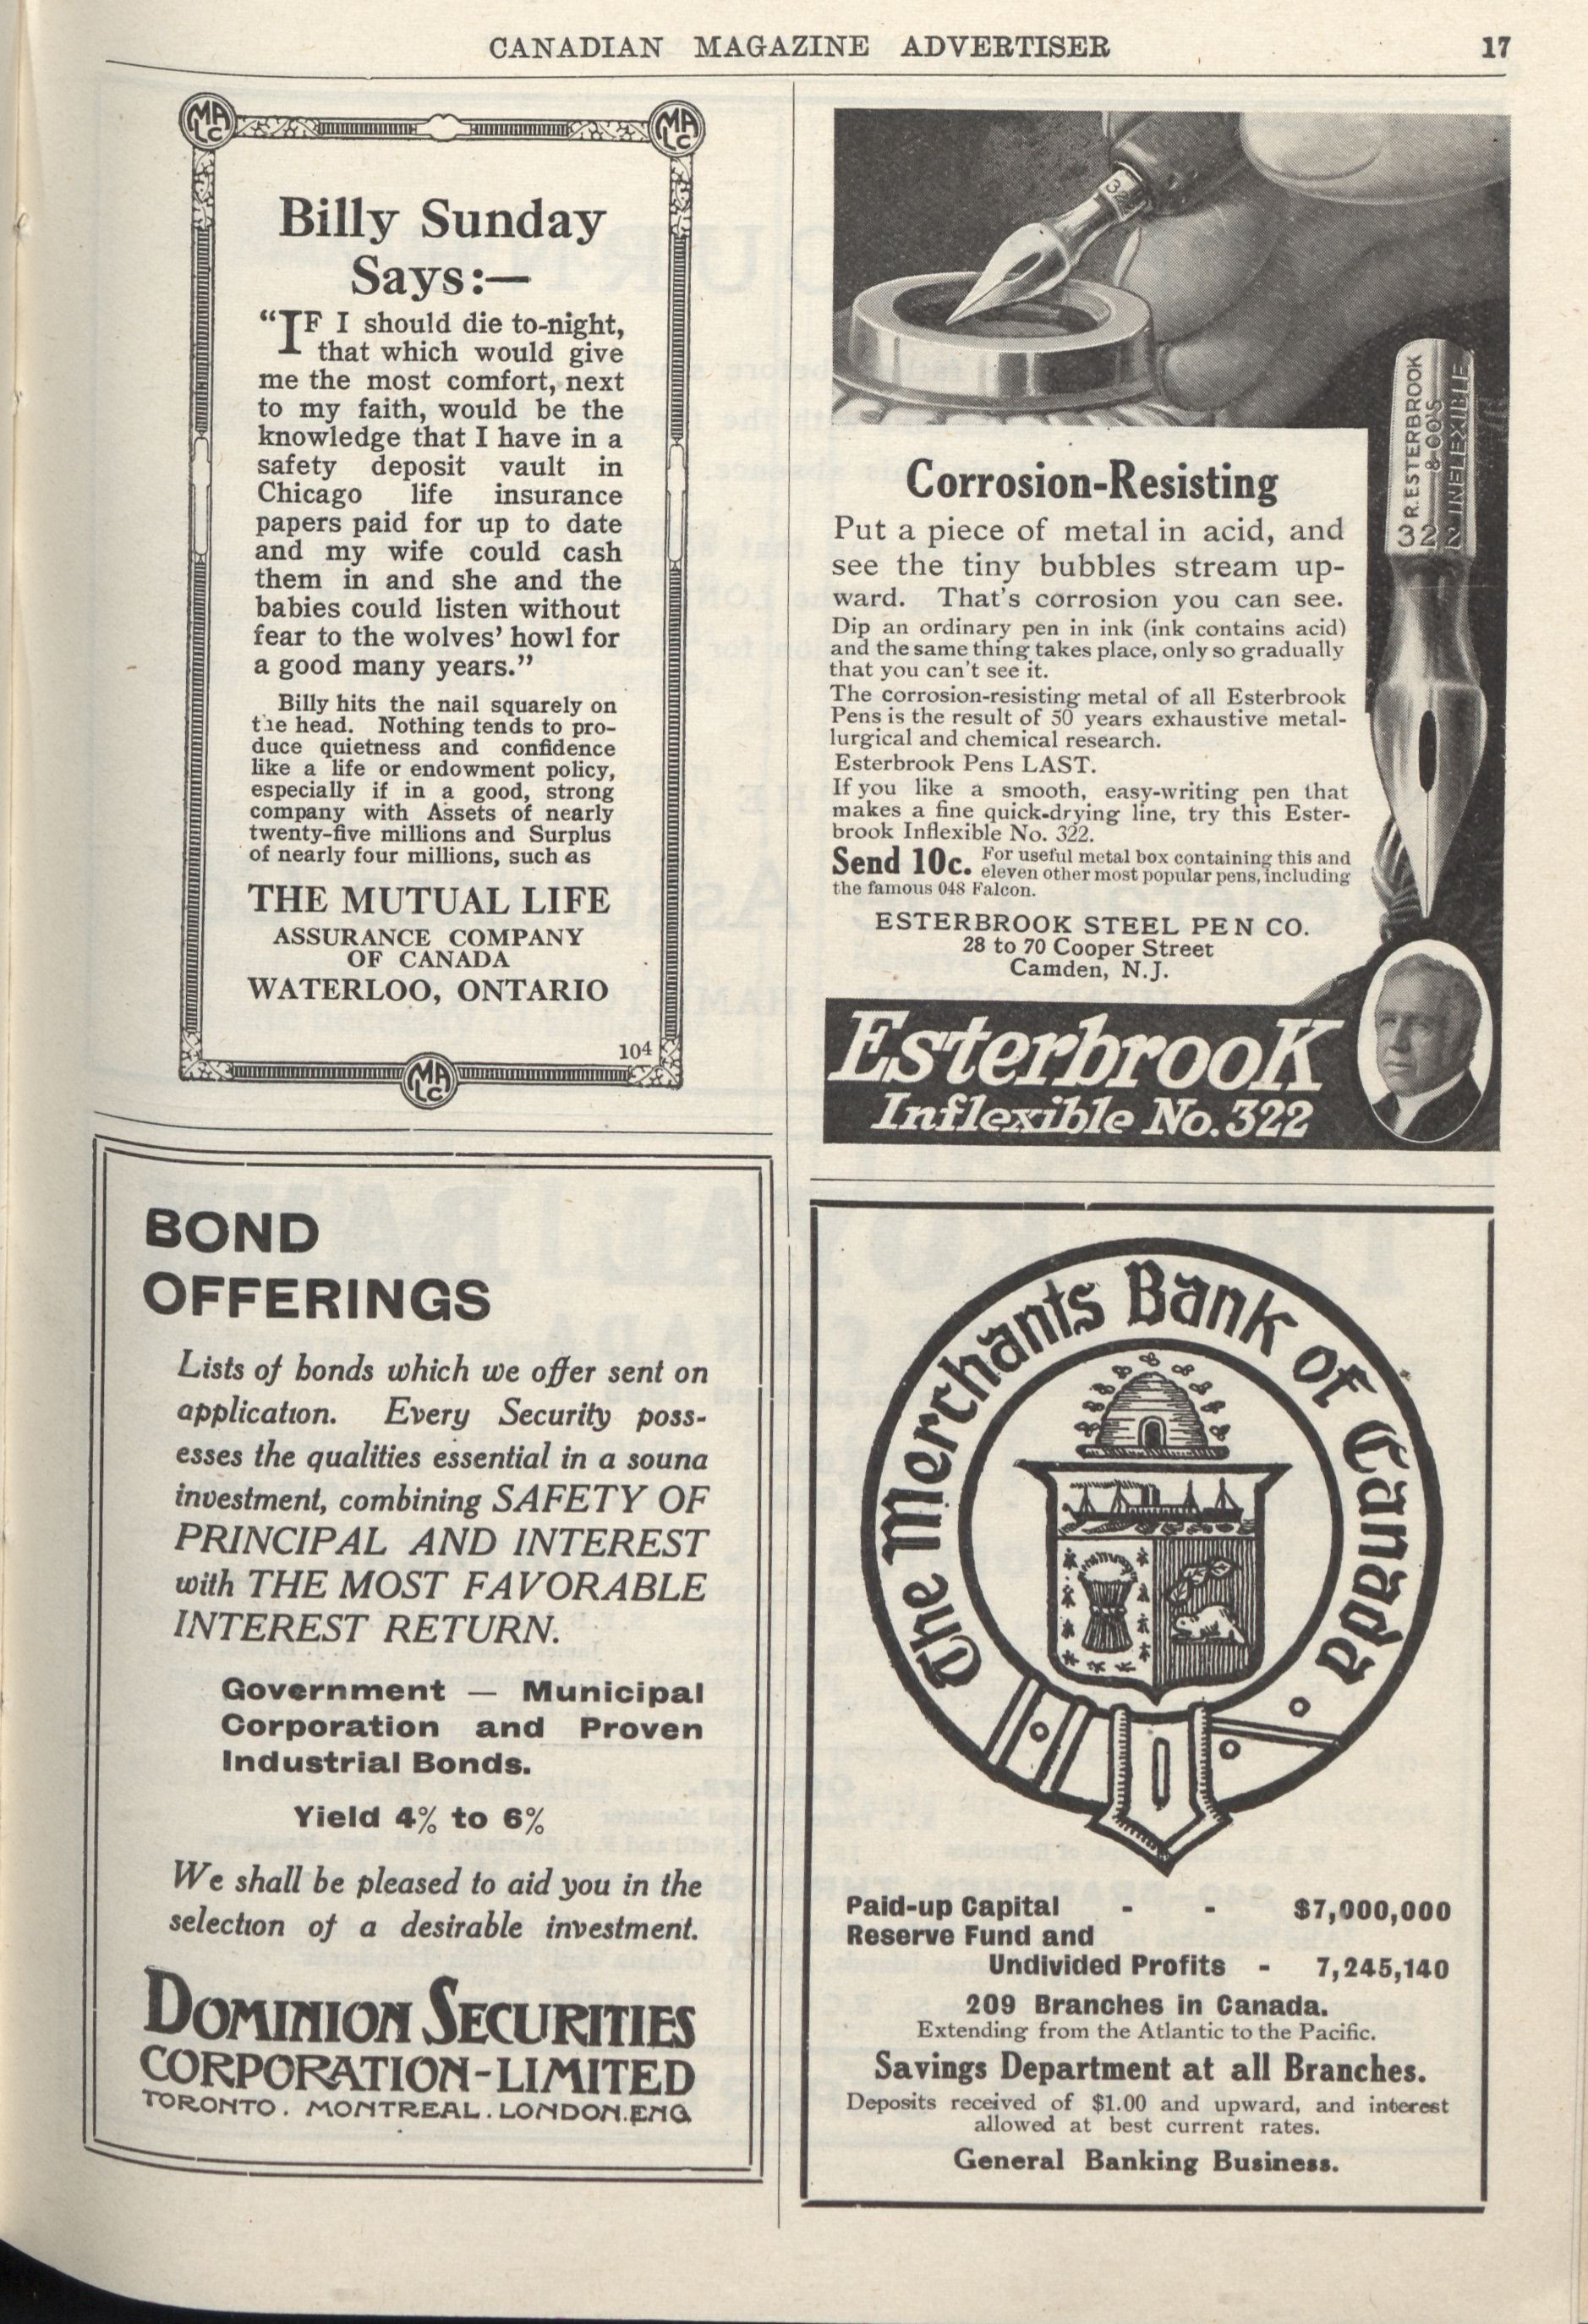 CANADIAN MAGAZINE ADVERTISER
17
MALC
MALC
Billy Sunday
Says:—
“IF I should die to-night,
that which would give
me the most comfort, next
to my faith, would be the
knowledge that I have in a
safety deposit vault in
Chicago life insurance
papers paid for up to date
and my wife could cash
them in and she and the
babies could listen without
fear to the wolves’ howl for
a good many years.”
Billy hits the nail squarely on
the head. Nothing tends to pro-
duce quietness and confidence
like a life or endowment policy,
especially if in a good, strong
company with Assets of nearly
twenty-five millions and Surplus
of nearly four millions, such as
THE MUTUAL LIFE
ASSURANCE COMPANY
OF CANADA
WATERLOO, ONTARIO
104
MALC
BOND
OFFERINGS
Lists of bonds which we offer sent on
application. Every Security poss-
esses the qualities essential in a souna
investment, combining SAFETY OF
PRINCIPAL AND INTEREST
with THE MOST FAVORABLE
INTEREST RETURN.
Government — Municipal
Corporation and Proven
Industrial Bonds.
Yield 4% to 6%
We shall be pleased to aid you in the
selection of a desirable investment.
DOMINION SECURITIES
CORPORATION-LIMITED
TORONTO. MONTREAL. LONDON.ENG
R.ESTERBROOK
& CO'S
INFLEXIBLE
322
Corrosion-Resisting
Put a piece of metal in acid, and
see the tiny bubbles stream up-
ward. That's corrosion you can see.
Dip an ordinary pen in ink (ink contains acid)
and the same thing takes place, only so gradually
that you can't see it.
The corrosion-resisting metal of all Esterbrook
Pens is the result of 50 years exhaustive metal-
lurgical and chemical research.
Esterbrook Pens LAST.
If you like a smooth, easy-writing pen that
makes a fine quick-drying line, try this Ester-
brook Inflexible No. 322.
Send 10c. For useful metal box containing this and
eleven other most popular pens, including
the famous 048 Falcon.
ESTERBROOK STEEL PEN CO.
28 to 70 Cooper Street
Camden, N.J.
Esterbrook
Inflexible No. 322
The Merchants Bank of Canada
Paid-up Capital - - $7,000,000
Reserve Fund and
Undivided Profits - 7,245,140
209 Branches in Canada.
Extending from the Atlantic to the Pacific.
Savings Department at all Branches.
Deposits received of $1.00 and upward, and interest
allowed at best current rates.
General Banking Business.